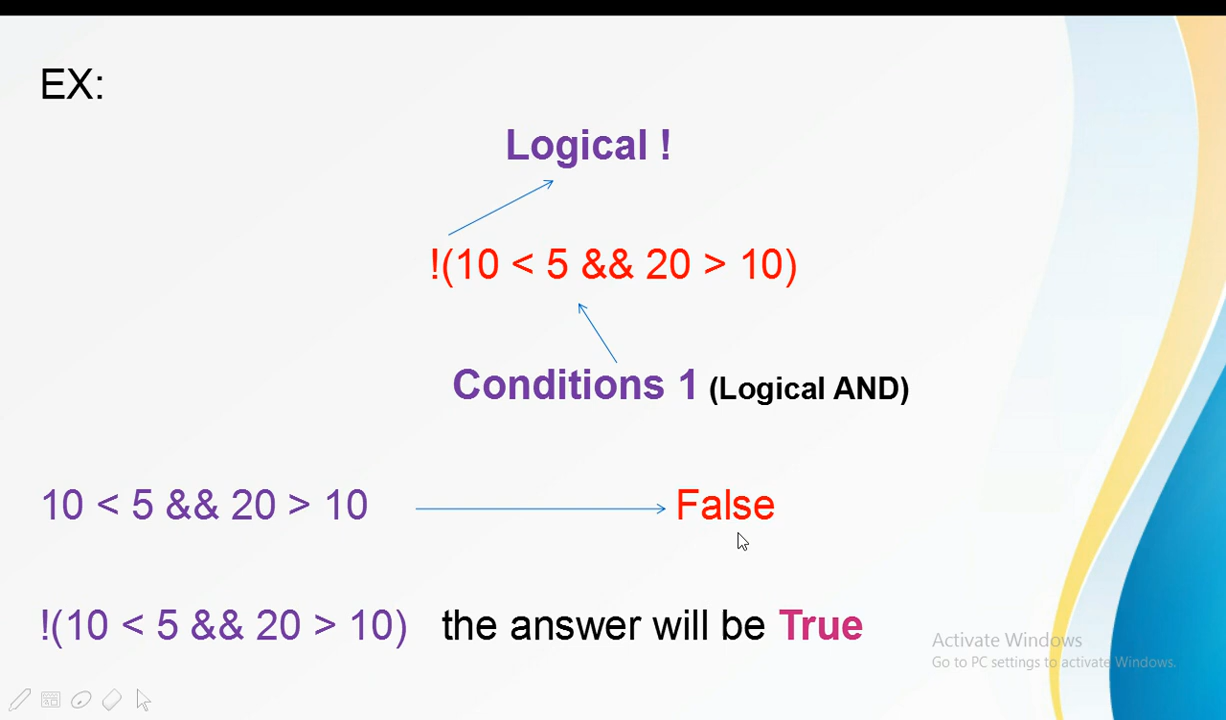 EX:
Logical !
!(10 < 5 && 20 > 10)
Conditions 1 (Logical AND)
10 < 5 && 20 > 10 False
!(10 < 5 && 20 > 10) the answer will be True
Activate Windows
Go to PC settings to activate Windows.